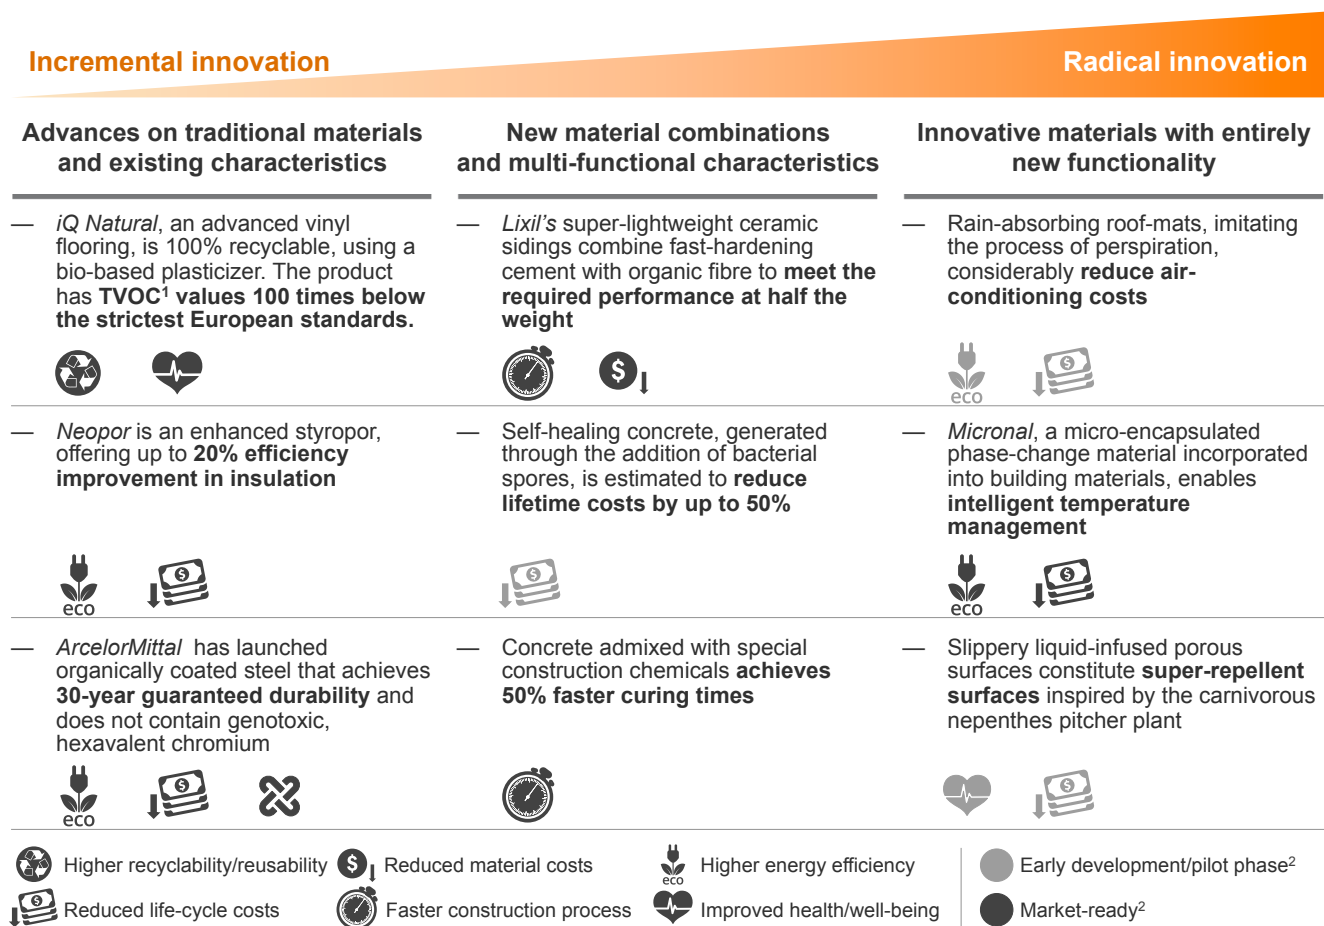 Incremental innovation
Radical innovation
Advances on traditional materials
and existing characteristics
— iQ Natural, an advanced vinyl
flooring, is 100% recyclable, using a
bio-based plasticizer. The product
has TVOC¹ values 100 times below
the strictest European standards.
— Neopor is an enhanced styropor,
offering up to 20% efficiency
improvement in insulation
eco
— ArcelorMittal has launched
organically coated steel that achieves
30-year guaranteed durability and
does not contain genotoxic,
hexavalent chromium
eco
New material combinations
and multi-functional characteristics
— Lixil's super-lightweight ceramic
sidings combine fast-hardening
cement with organic fibre to meet the
required performance at half the
weight
$
— Self-healing concrete, generated
through the addition of bacterial
spores, is estimated to reduce
lifetime costs by up to 50%
$
— Concrete admixed with special
construction chemicals achieves
50% faster curing times
Innovative materials with entirely
new functionality
— Rain-absorbing roof-mats, imitating
the process of perspiration,
considerably reduce air-
conditioning costs
eco $
— Micronal, a micro-encapsulated
phase-change material incorporated
into building materials, enables
intelligent temperature
management
eco $
— Slippery liquid-infused porous
surfaces constitute super-repellent
surfaces inspired by the carnivorous
nepenthes pitcher plant
$
Higher recyclability/reusability
$ Reduced material costs
eco Higher energy efficiency
Early development/pilot phase²
$ Reduced life-cycle costs
Faster construction process
Improved health/well-being
Market-ready²